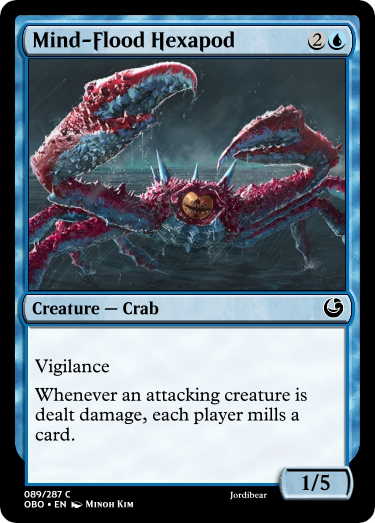 Mind-Flood Hexapod 2
Creature — Crab
Vigilance
Whenever an attacking creature is
dealt damage, each player mills a
card.
1/5
089/287 C
OBO • EN Minoh Kim
Jordibear